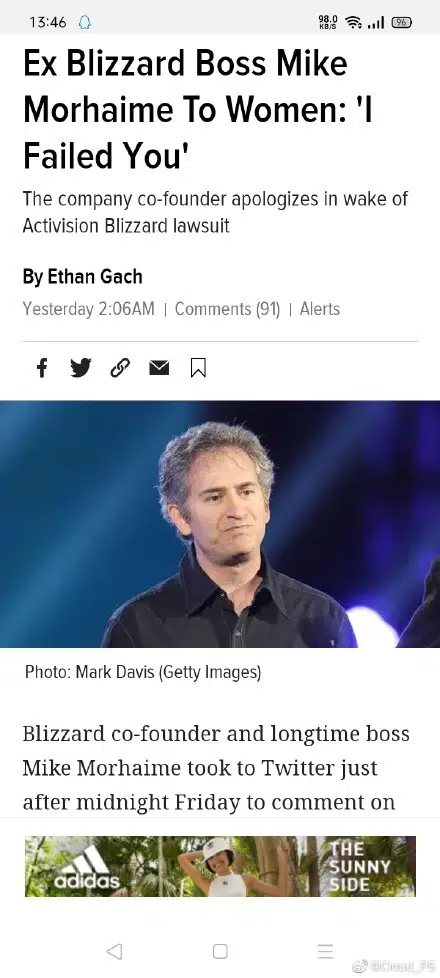 13:46
98.0
KB/S
96
Ex Blizzard Boss Mike
Morhaime To Women: 'I
Failed You'
The company co-founder apologizes in wake of
Activision Blizzard lawsuit
By Ethan Gach
Yesterday 2:06AM | Comments (91) | Alerts
Photo: Mark Davis (Getty Images)
Blizzard co-founder and longtime boss
Mike Morhaime took to Twitter just
after midnight Friday to comment on
adidas
THE
SUNNY
SIDE